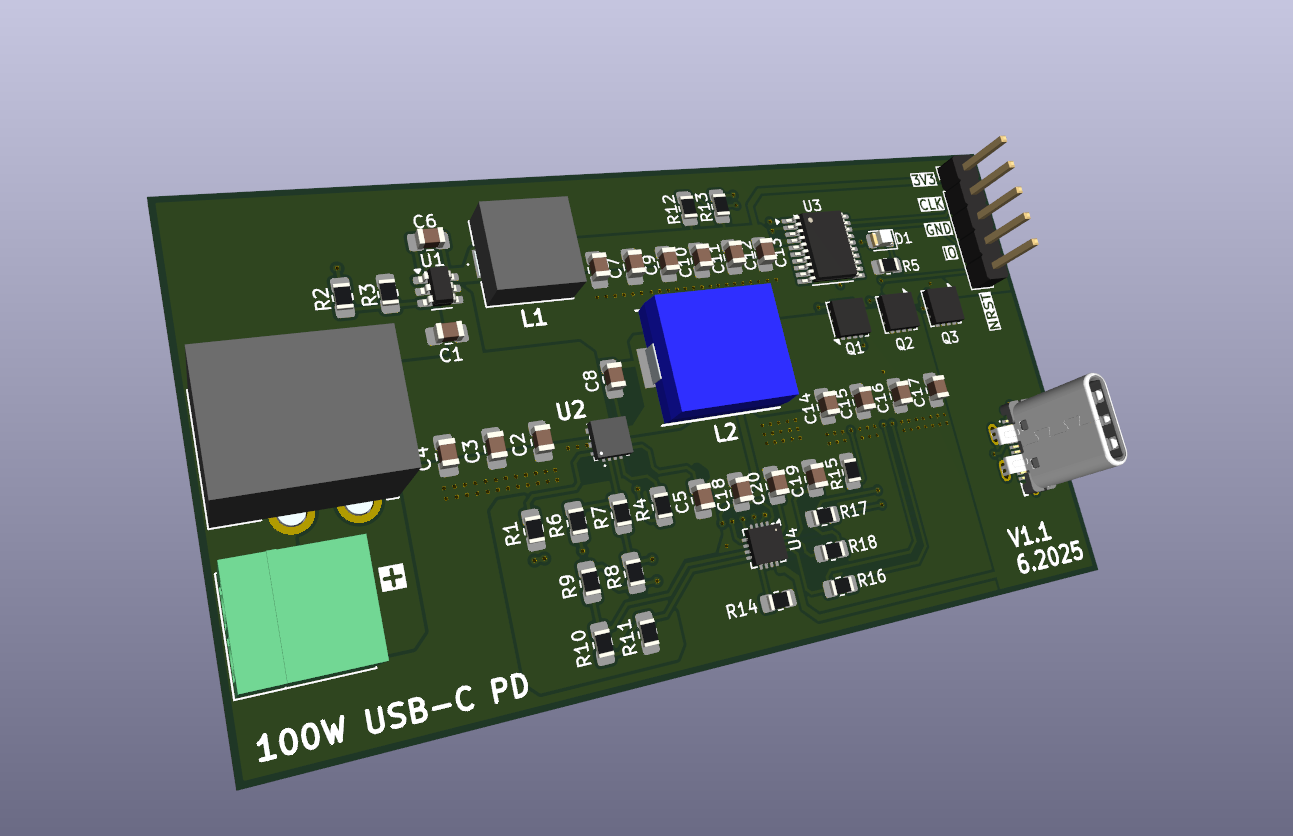 R12
R13
U3
3V3
CLK
GND
IO
NRST
C6
U1
D1
R5
C7
C9
C10
C11
C12
C13
R2
R3
L1
C1
Q1
Q2
Q3
C8
U2
L2
C14
C15
C16
C17
C4
C3
C2
R1
R6
R7
R4
C5
C18
C20
C19
R15
R17
U4
R18
R16
R9
R8
R14
R10
R11
+
V1.1
6.2025
100W USB-C PD